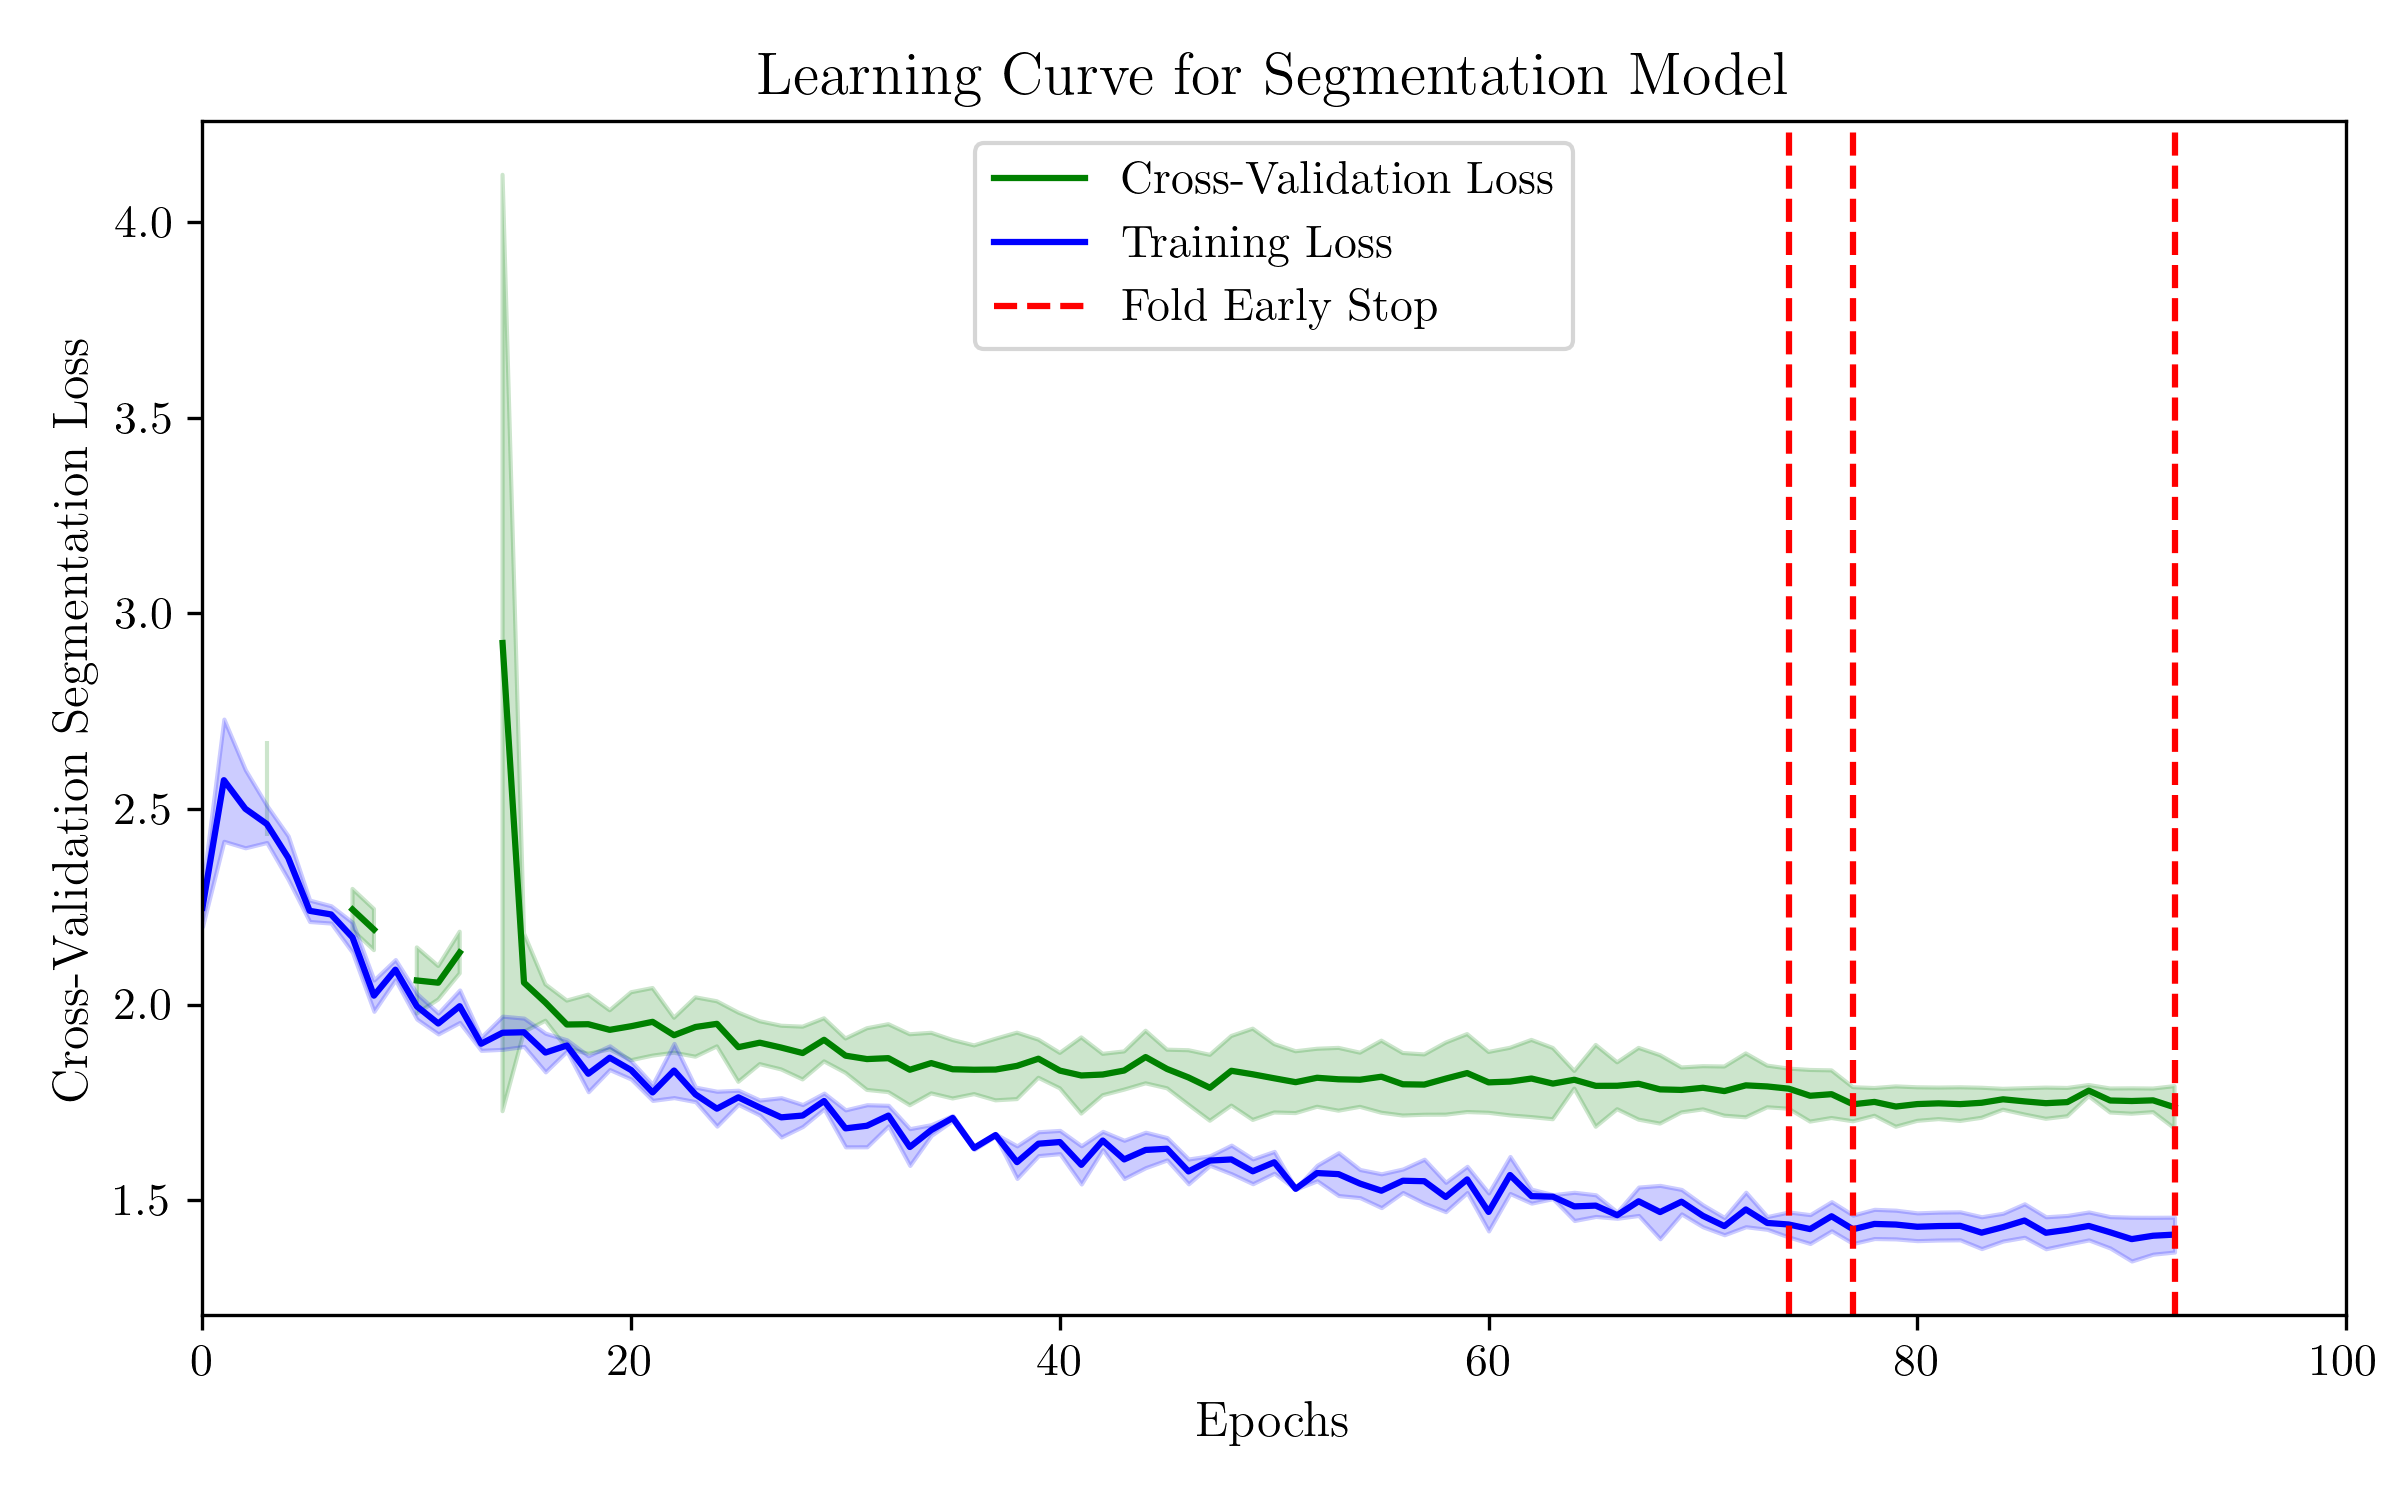 Learning Curve for Segmentation Model
Cross-Validation Loss
Training Loss
Fold Early Stop
Cross-Validation Segmentation Loss
4.0
3.5
3.0
2.5
2.0
1.5
0 20 40 60 80 100
Epochs